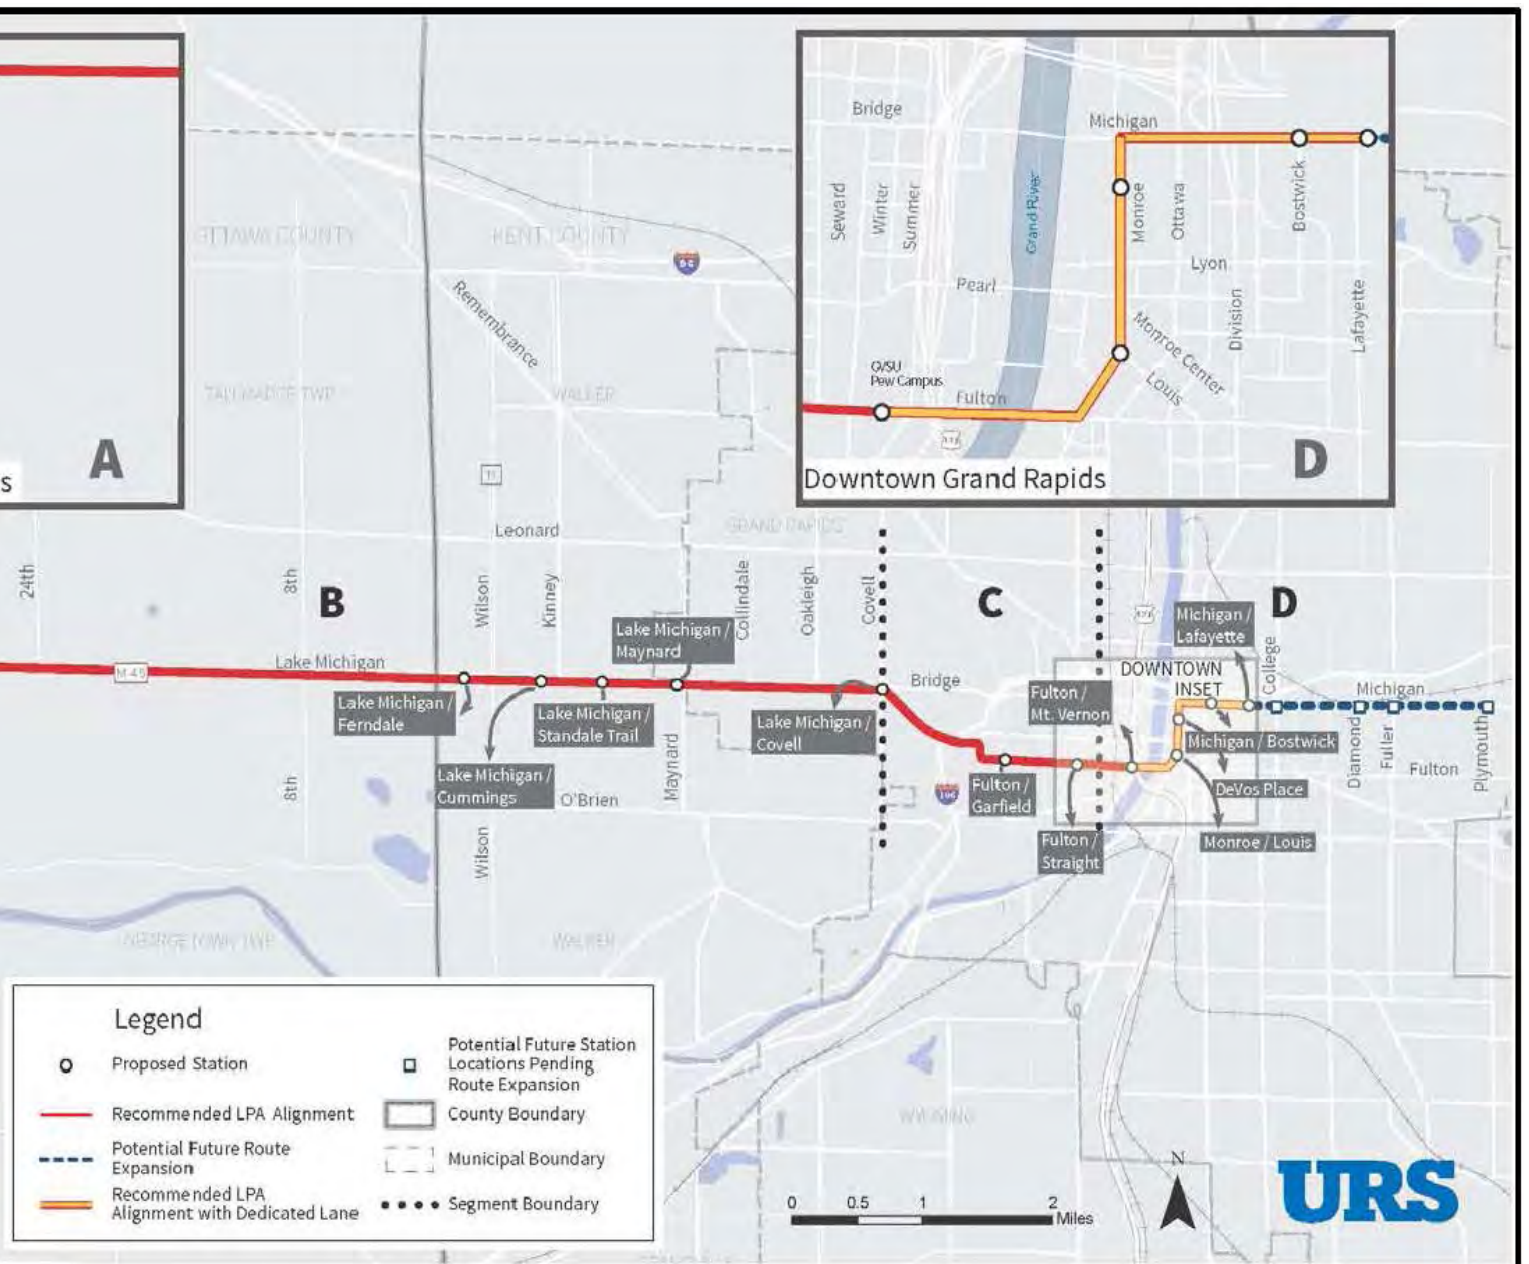 s
A
Bridge
Michigan
Seward
Winter
Summer
Grand River
Monroe
Ottawa
Bostwick
Lyon
Pearl
Division
Lafayette
Monroe Center
Louis
Pew Campus
Fulton
Downtown Grand Rapids
D
OTTAWA COUNTY
KENT COUNTY
Remembrance
TALLMADGE TWP
WALLER
11
Leonard
GRAND RAPIDS
24th
8th
B
Wilson
Kinney
Collindale
Oakleigh
Covell
C
D
Lake Michigan /
Maynard
Michigan /
Lafayette
College
M-45
Lake Michigan
Bridge
DOWNTOWN
INSET
Michigan
Lake Michigan /
Ferndale
Lake Michigan /
Standale Trail
Lake Michigan /
Covell
Fulton /
Mt. Vernon
Michigan / Bostwick
Diamond
Fuller
Plymouth
Fulton
Lake Michigan /
Cummings
8th
O'Brien
Maynard
Fulton /
Garfield
DeVos Place
Fulton /
Straight
Monroe / Louis
Wilson
WALKER
WYOMING
Legend
Proposed Station
Potential Future Station
Locations Pending
Route Expansion
Recommended LPA Alignment
County Boundary
Potential Future Route
Expansion
Municipal Boundary
Recommended LPA
Alignment with Dedicated Lane
Segment Boundary
0 0.5 1 2
Miles
N
URS